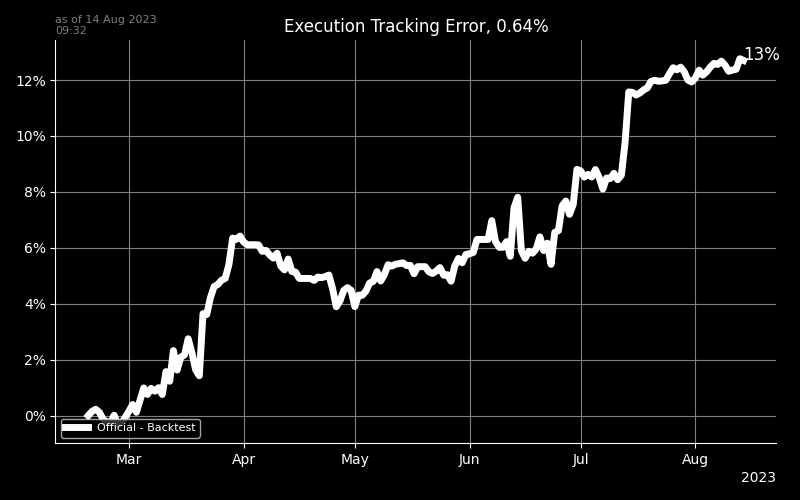 as of 14 Aug 2023
09:32
Execution Tracking Error, 0.64%
13%
12%
10%
8%
6%
4%
2%
0%
Official - Backtest
Mar
Apr
May
Jun
Jul
Aug
2023